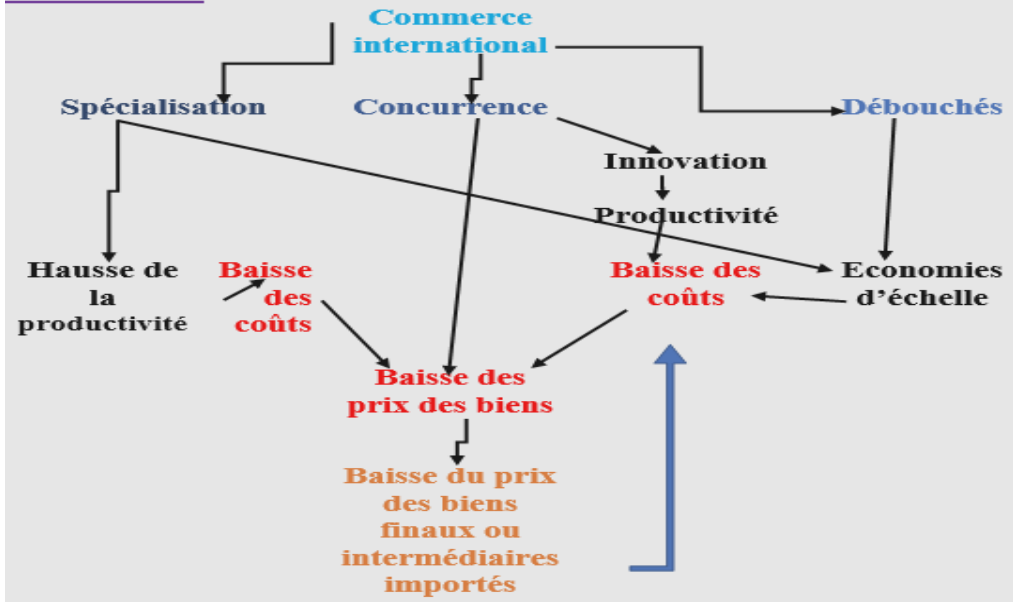 Commerce
international
Spécialisation
Concurrence
Débouchés
Innovation
Productivité
Hausse de
la
productivité
Baisse
des
coûts
Baisse des
coûts
Economies
d’échelle
Baisse des
prix des biens
Baisse du prix
des biens
finaux ou
intermédiaires
importés